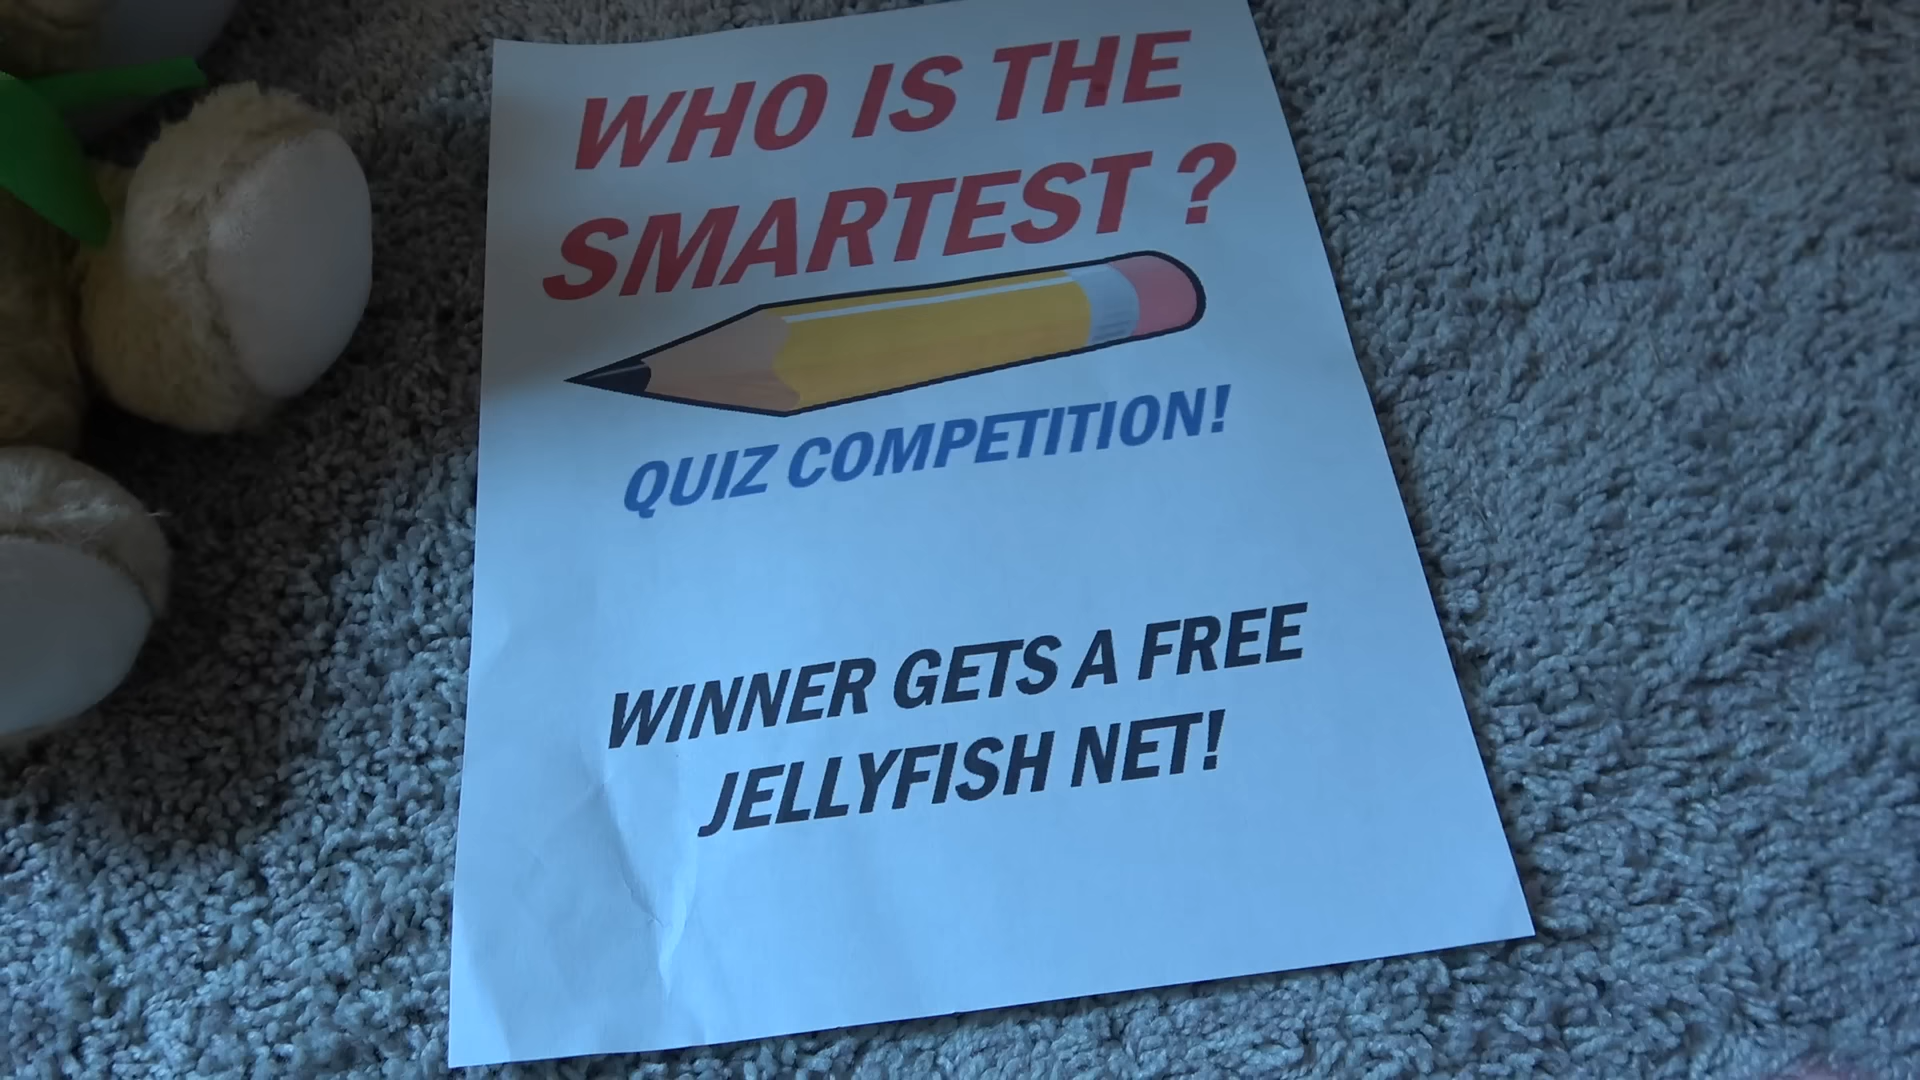 WHO IS THE
SMARTEST ?
QUIZ COMPETITION!
WINNER GETS A FREE
JELLYFISH NET!